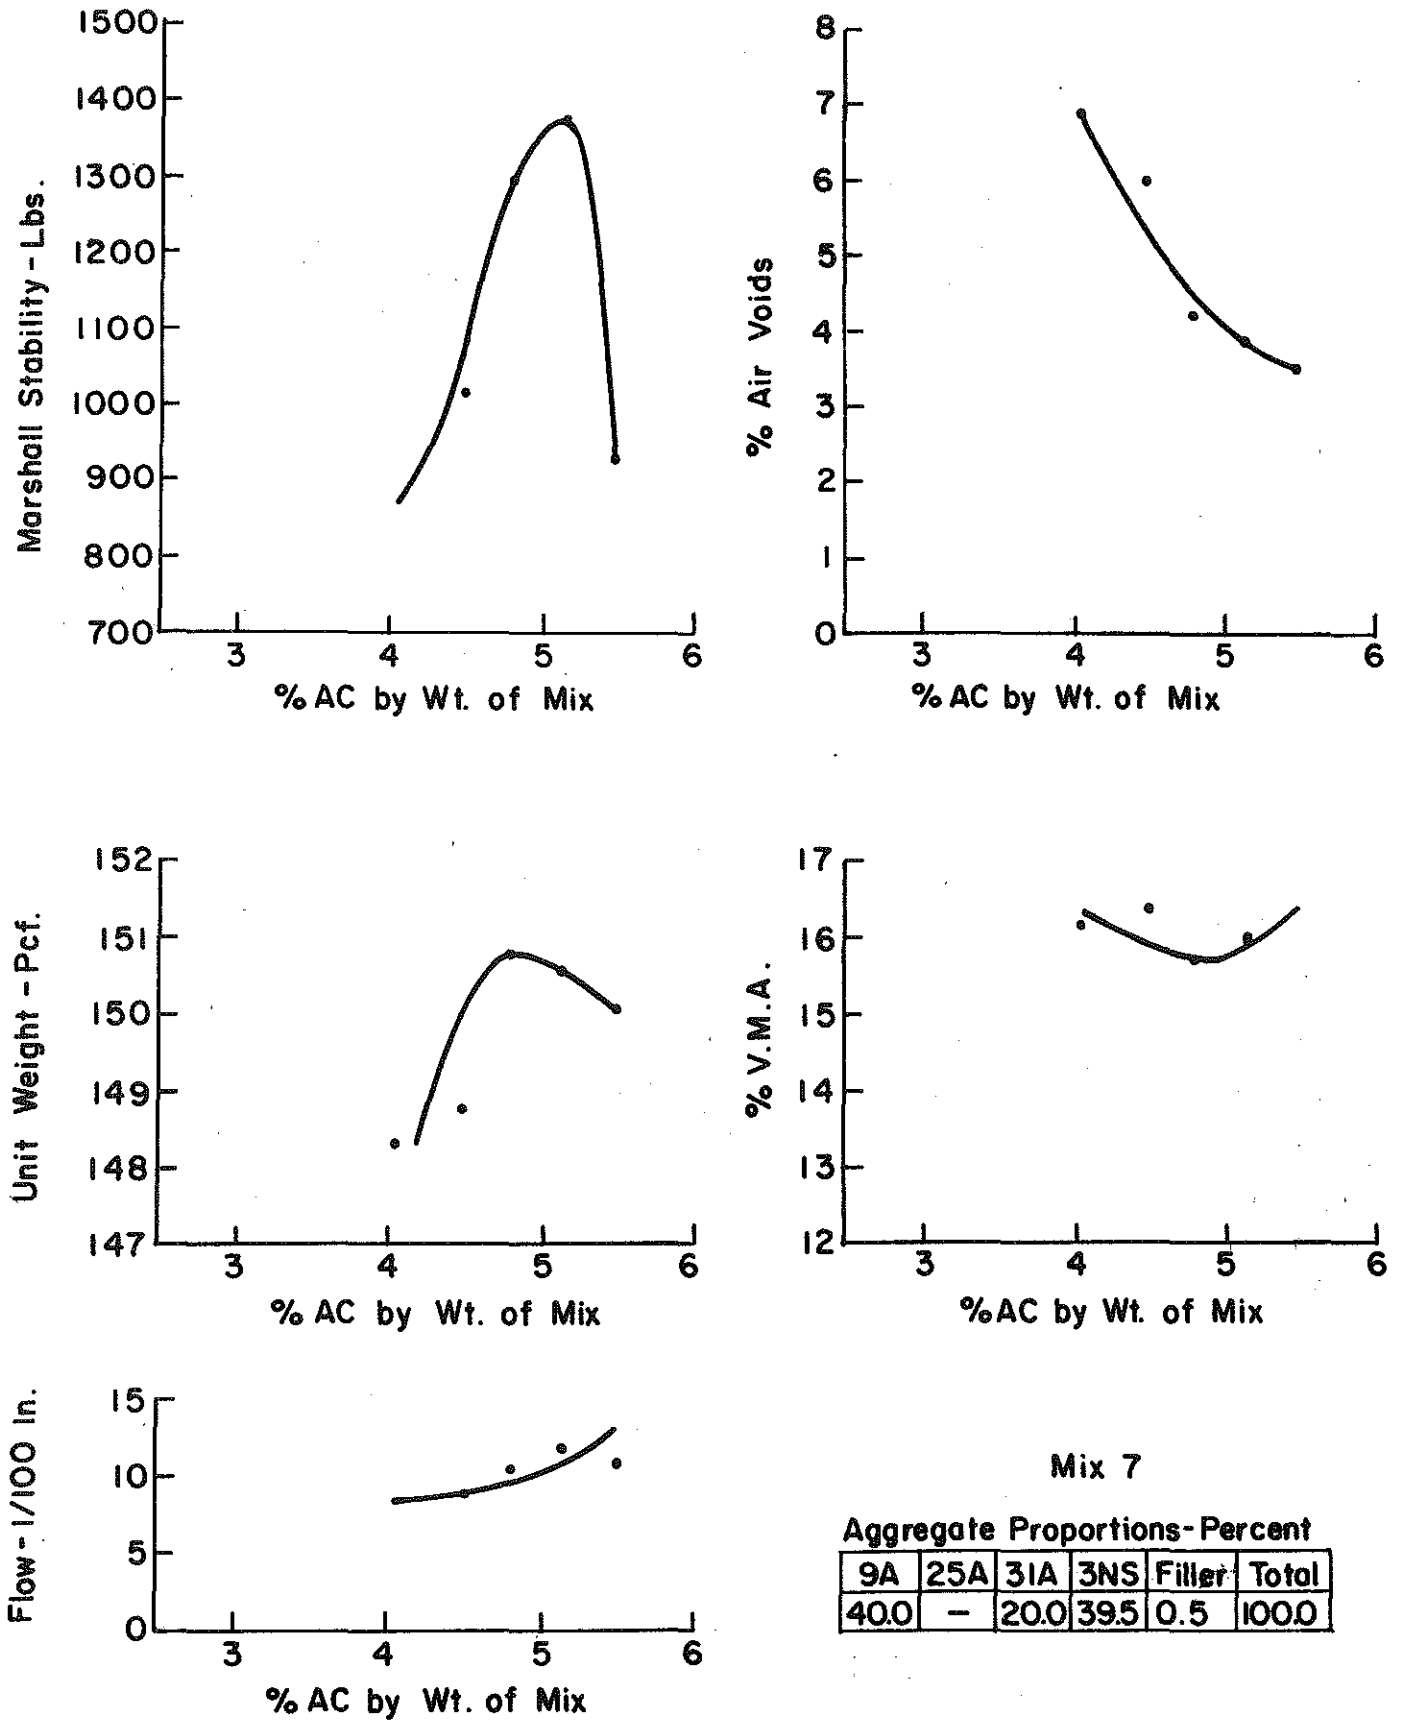 Marshall Stability - Lbs.
1500
1400
1300
1200
1100
1000
900
800
700
3 4 5 6
% AC by Wt. of Mix
% Air Voids
8
7
6
5
4
3
2
1
0
3 4 5 6
% AC by Wt. of Mix
Unit Weight - Pcf.
152
151
150
149
148
147
3 4 5 6
% AC by Wt. of Mix
% V.M.A.
17
16
15
14
13
12
3 4 5 6
% AC by Wt. of Mix
Flow - 1/100 In.
15
10
5
0
3 4 5 6
% AC by Wt. of Mix
Mix 7
Aggregate Proportions - Percent
9A 25A 31A 3NS Filler Total
40.0 – 20.0 39.5 0.5 100.0